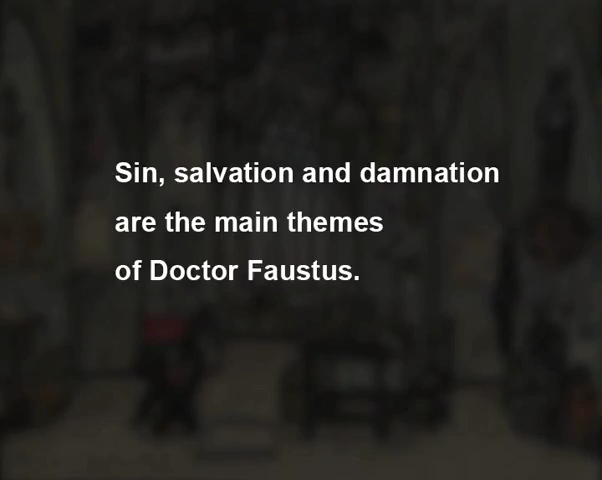 Sin, salvation and damnation
are the main themes
of Doctor Faustus.